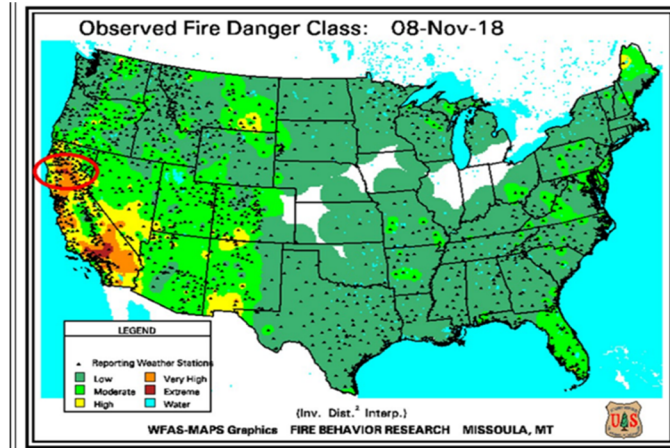 Observed Fire Danger Class: 08-Nov-18
LEGEND
Reporting Weather Stations
Low
Very High
Moderate
Extreme
High
Water
(Inv. Dist.² Interp.)
WFAS-MAPS Graphics FIRE BEHAVIOR RESEARCH MISSOULA, MT
U S